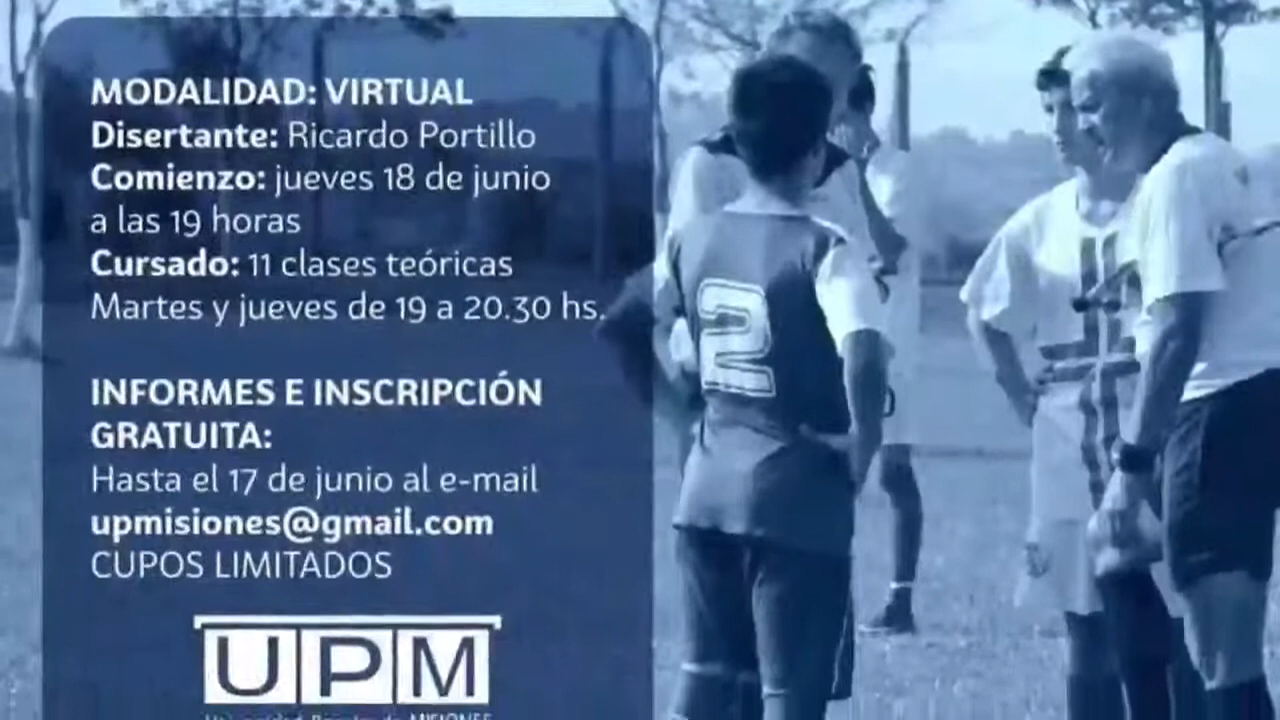 MODALIDAD: VIRTUAL
Disertante: Ricardo Portillo
Comienzo: jueves 18 de junio
a las 19 horas
Cursado: 11 clases teóricas
Martes y jueves de 19 a 20.30 hs.
INFORMES E INSCRIPCIÓN
GRATUITA:
Hasta el 17 de junio al e-mail
upmisiones@gmail.com
CUPOS LIMITADOS
UPM
MISIONES
2